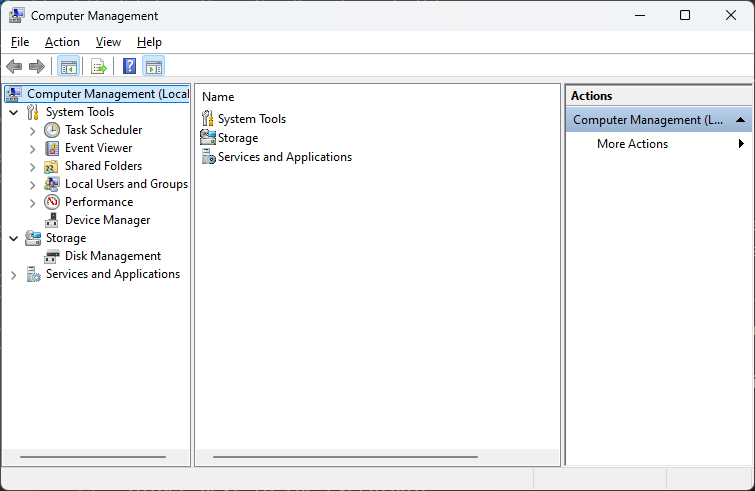 Computer Management
File Action View Help
Computer Management (Local
System Tools
Task Scheduler
Event Viewer
Shared Folders
Local Users and Groups
Performance
Device Manager
Storage
Disk Management
Services and Applications
Name
System Tools
Storage
Services and Applications
Actions
Computer Management (L...
More Actions